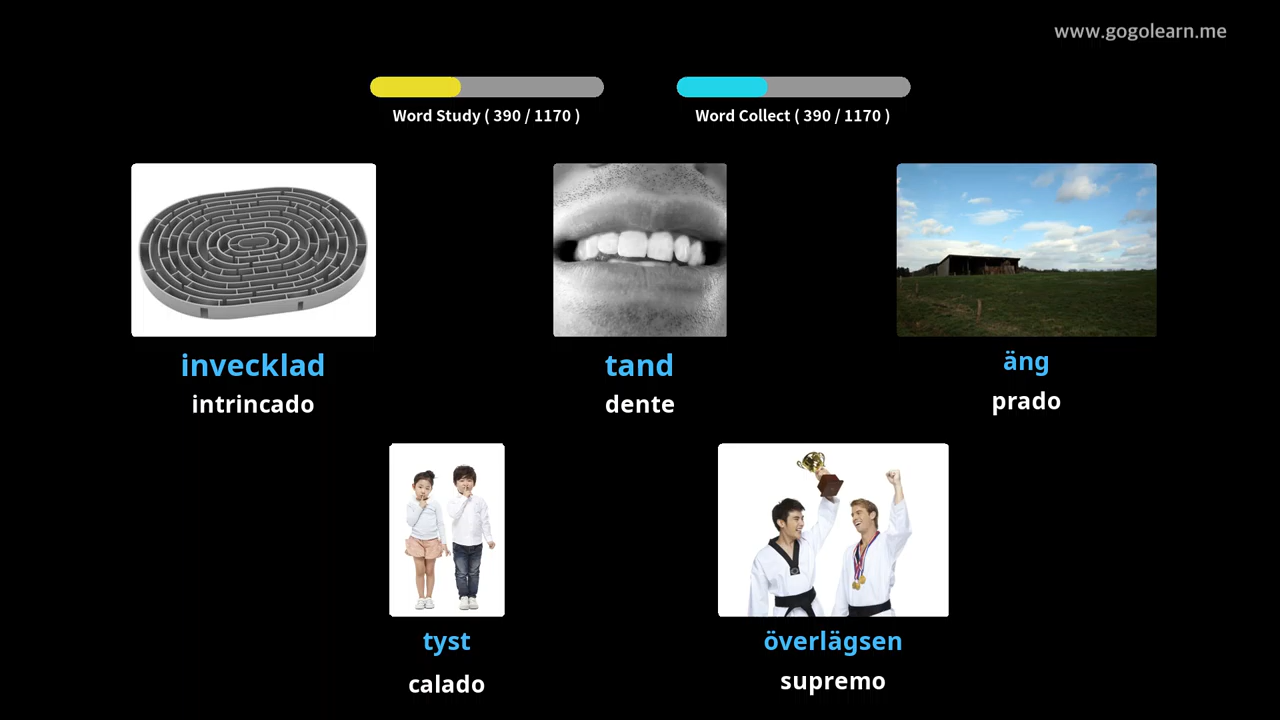 www.gogolearn.me
Word Study ( 390 / 1170 )
Word Collect ( 390 / 1170 )
invecklad
intrincado
tand
dente
äng
prado
tyst
calado
överlägsen
supremo